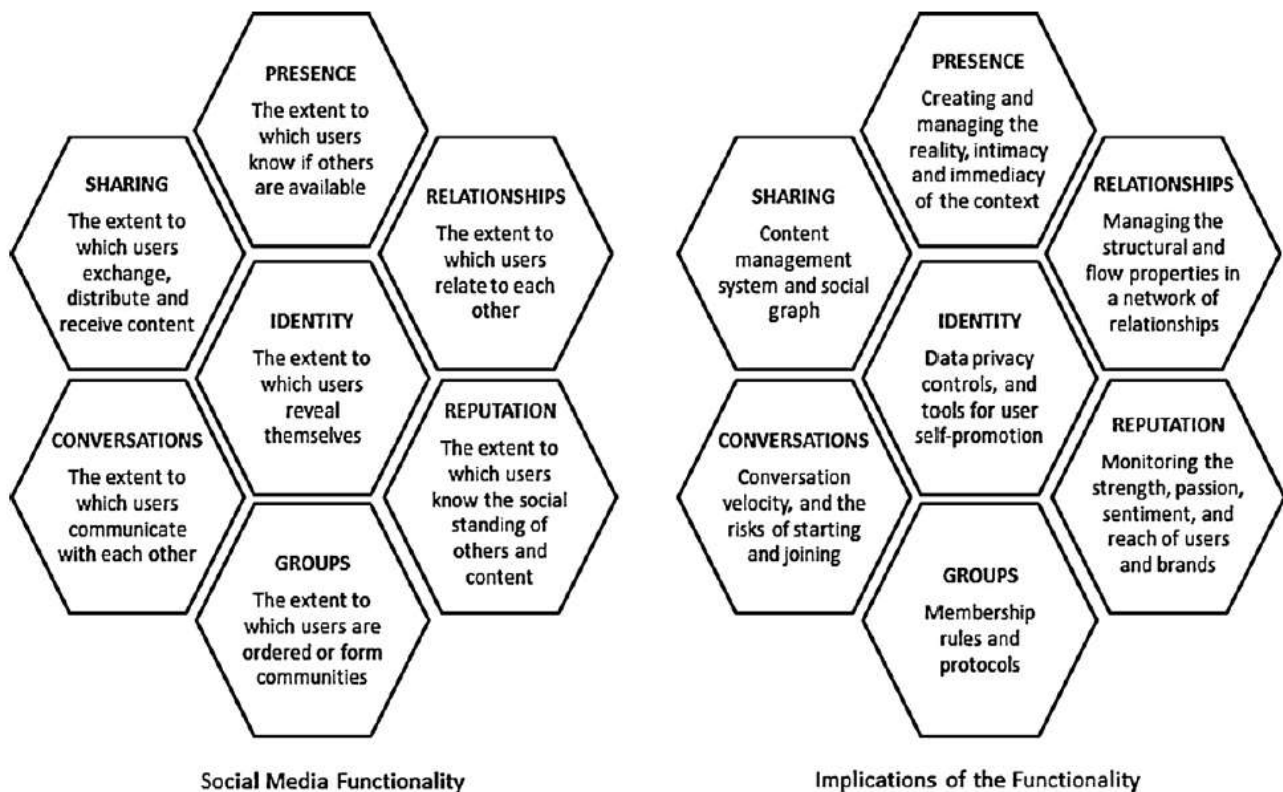 PRESENCE
The extent to
which users
know if others
are available
SHARING
The extent to
which users
exchange,
distribute and
receive content
RELATIONSHIPS
The extent to
which users
relate to each
other
IDENTITY
The extent to
which users
reveal
themselves
CONVERSATIONS
The extent to
which users
communicate
with each other
REPUTATION
The extent to
which users
know the social
standing of
others and
content
GROUPS
The extent to
which users are
ordered or form
communities
Social Media Functionality
PRESENCE
Creating and
managing the
reality, intimacy
and immediacy
of the context
SHARING
Content
management
system and social
graph
RELATIONSHIPS
Managing the
structural and
flow properties in
a network of
relationships
IDENTITY
Data privacy
controls, and
tools for user
self-promotion
CONVERSATIONS
Conversation
velocity, and the
risks of starting
and joining
REPUTATION
Monitoring the
strength, passion,
sentiment, and
reach of users
and brands
GROUPS
Membership
rules and
protocols
Implications of the Functionality